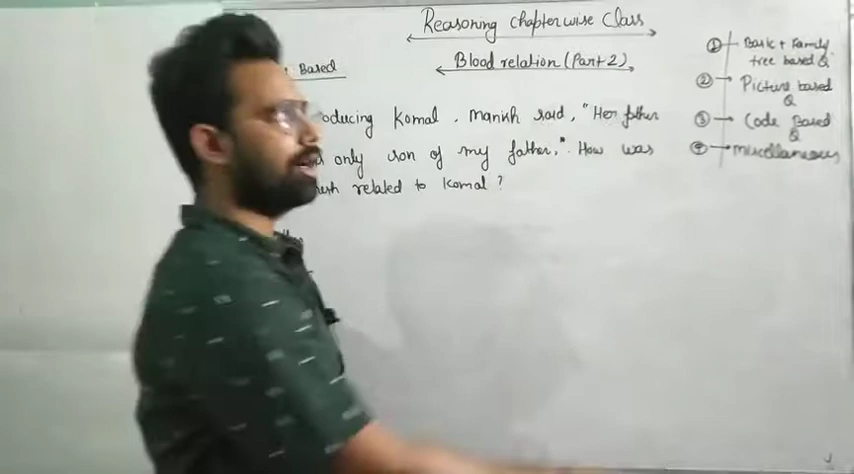 Reasoning Chapterwise Class
Blood relation (Part 2)
Based
oducing Komal, Manish said, "Her father
only son of my father." How was
related to Komal ?
① Basic + Family tree based Q
② → Picture based Q
③ → Code Based Q
④ → miscellaneous